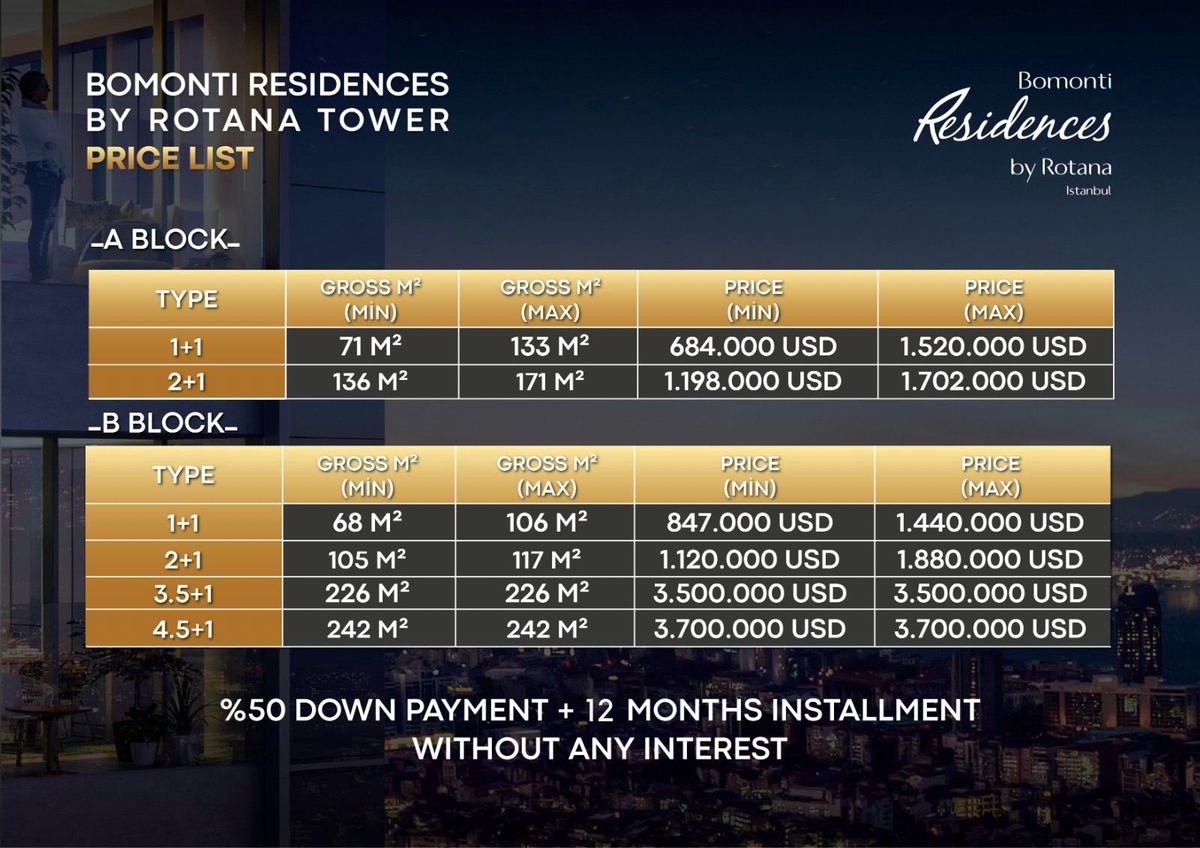 BOMONTI RESIDENCES
BY ROTANA TOWER
PRICE LIST
Bomonti
Residences
by Rotana
Istanbul
-A BLOCK-
TYPE GROSS M² (MİN) GROSS M² (MAX) PRICE (MİN) PRICE (MAX)
1+1 71 M² 133 M² 684.000 USD 1.520.000 USD
2+1 136 M² 171 M² 1.198.000 USD 1.702.000 USD
-B BLOCK-
TYPE GROSS M² (MİN) GROSS M² (MAX) PRICE (MİN) PRICE (MAX)
1+1 68 M² 106 M² 847.000 USD 1.440.000 USD
2+1 105 M² 117 M² 1.120.000 USD 1.880.000 USD
3.5+1 226 M² 226 M² 3.500.000 USD 3.500.000 USD
4.5+1 242 M² 242 M² 3.700.000 USD 3.700.000 USD
%50 DOWN PAYMENT + 12 MONTHS INSTALLMENT
WITHOUT ANY INTEREST